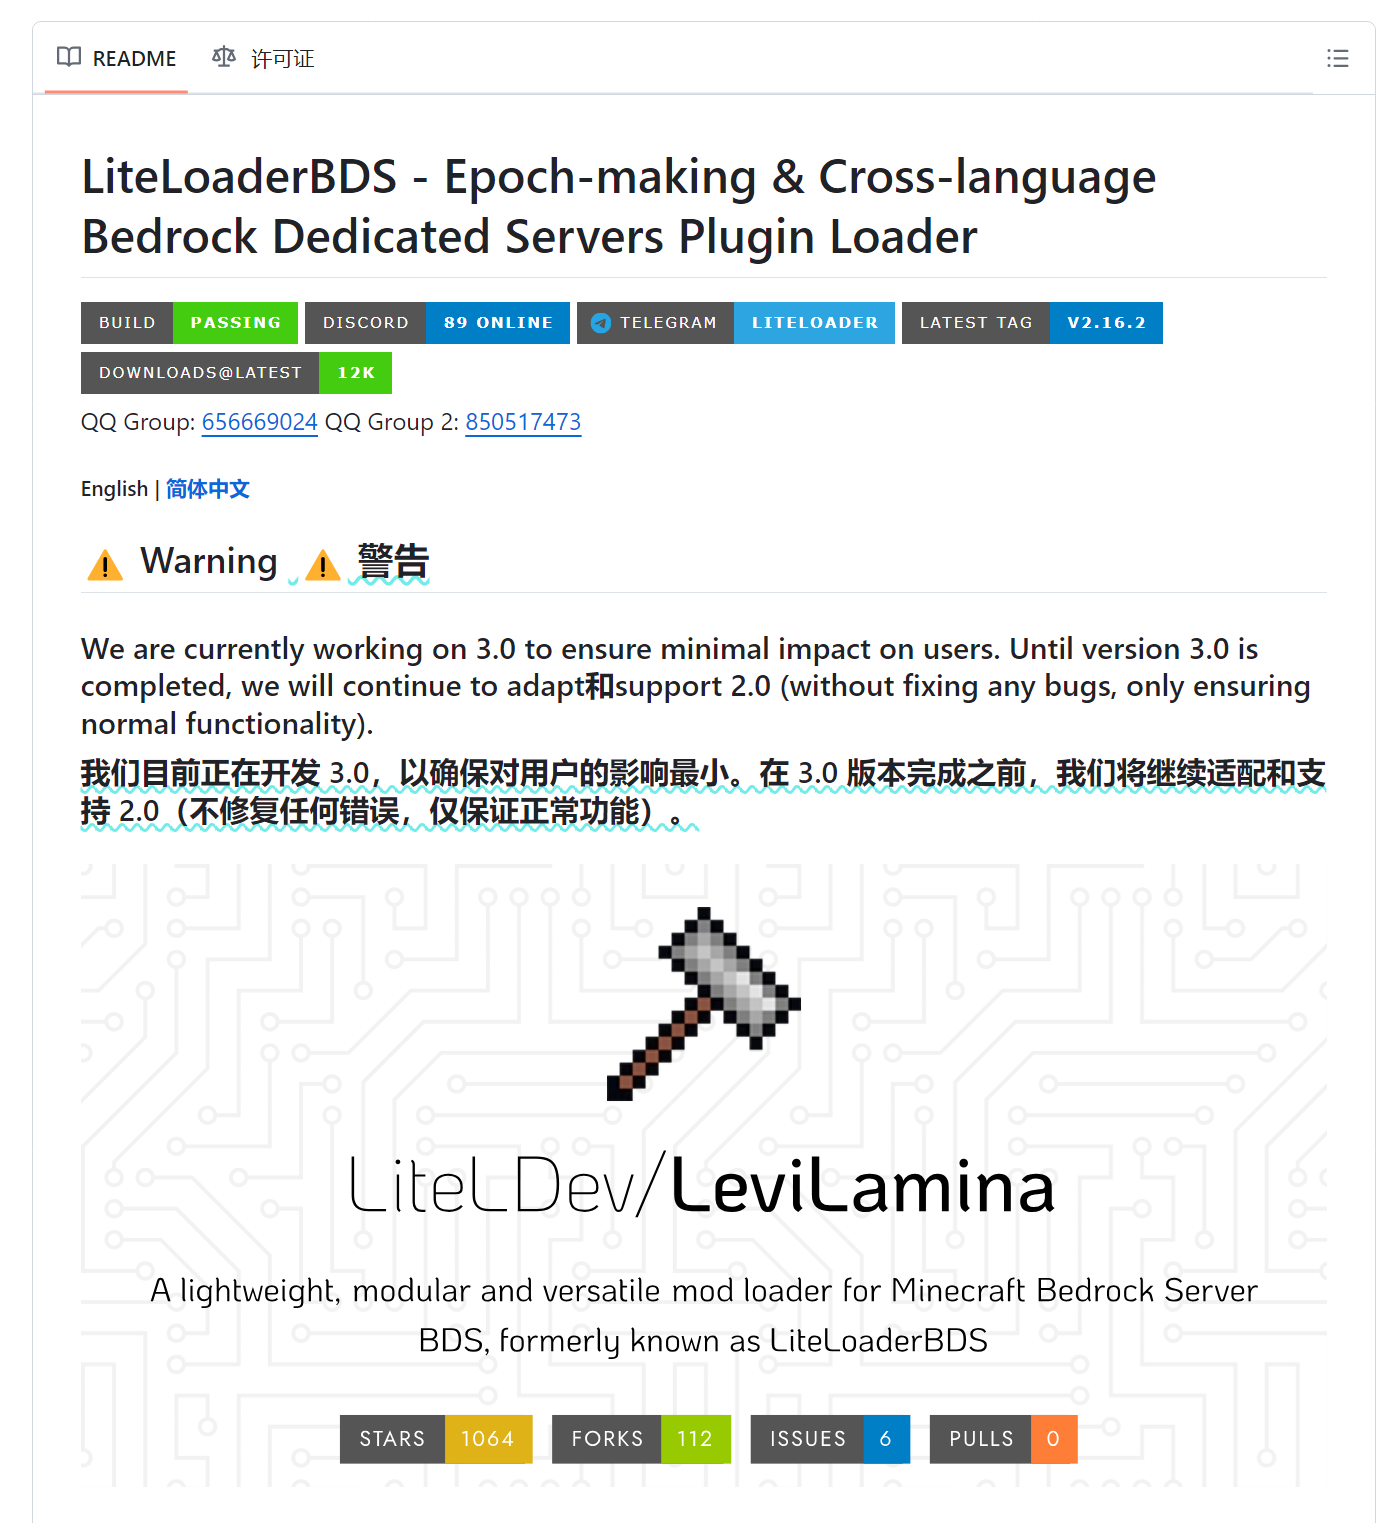 README 许可证
LiteLoaderBDS - Epoch-making & Cross-language
Bedrock Dedicated Servers Plugin Loader
BUILD PASSING DISCORD 89 ONLINE TELEGRAM LITELOADER LATEST TAG V2.16.2
DOWNLOADS@LATEST 12K
QQ Group: 656669024 QQ Group 2: 850517473
English | 简体中文
Warning 警告
We are currently working on 3.0 to ensure minimal impact on users. Until version 3.0 is
completed, we will continue to adapt和support 2.0 (without fixing any bugs, only ensuring
normal functionality).
我们目前正在开发 3.0，以确保对用户的影响最小。在 3.0 版本完成之前，我们将继续适配和支
持 2.0（不修复任何错误，仅保证正常功能）。
LiteLDev/LeviLamina
A lightweight, modular and versatile mod loader for Minecraft Bedrock Server
BDS, formerly known as LiteLoaderBDS
STARS 1064 FORKS 112 ISSUES 6 PULLS 0